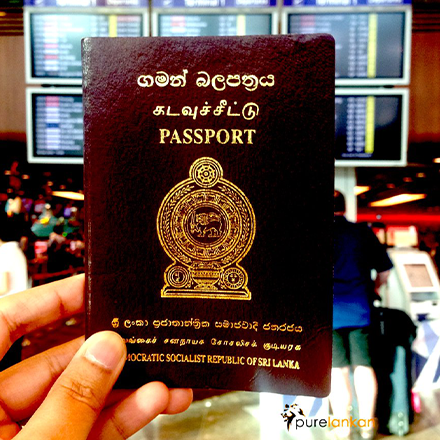 ගමන් බලපත්‍රය
கடவுச்சீட்டு
PASSPORT
ශ්‍රී ලංකා ප්‍රජාතාන්ත්‍රික සමාජවාදී ජනරජය
இலங்கைச் சனநாயக சோசலிசக் குடியரசு
DEMOCRATIC SOCIALIST REPUBLIC OF SRI LANKA
purelankan